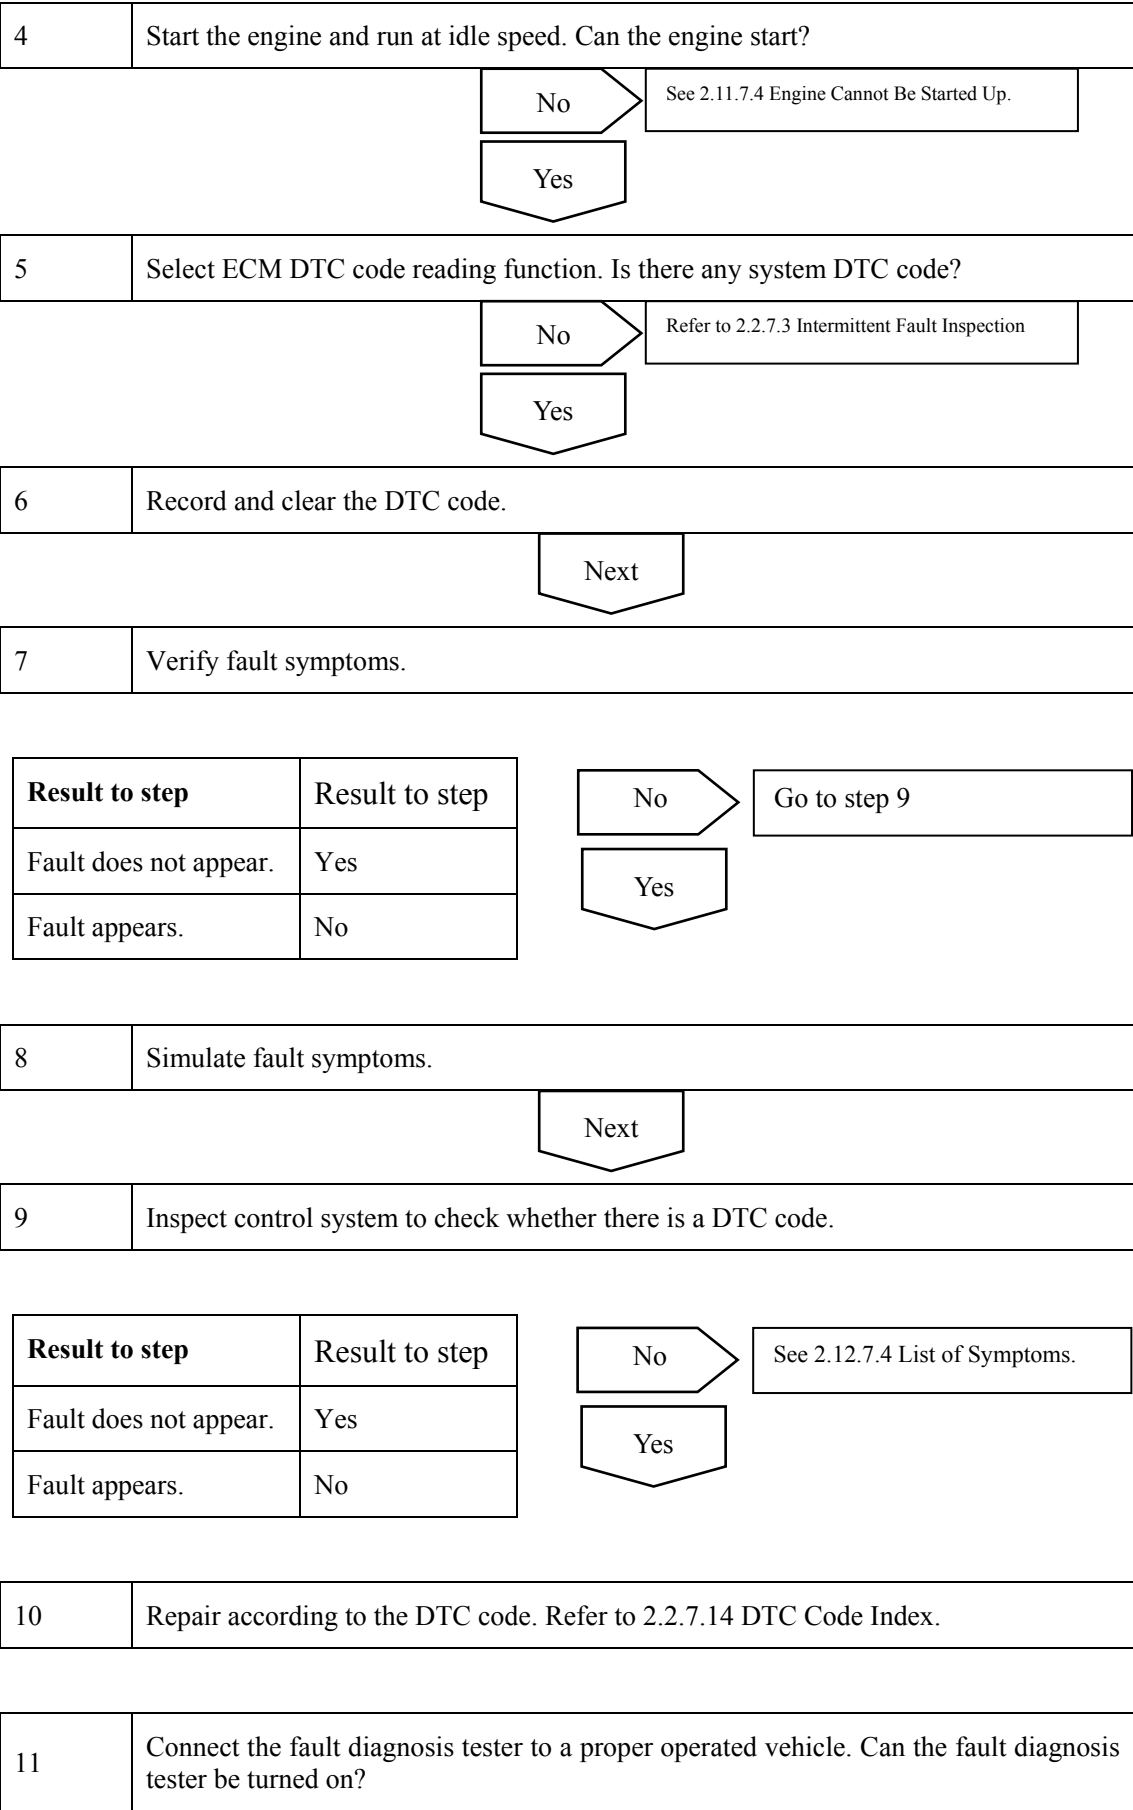 4 Start the engine and run at idle speed. Can the engine start?
No See 2.11.7.4 Engine Cannot Be Started Up.
Yes
5 Select ECM DTC code reading function. Is there any system DTC code?
No Refer to 2.2.7.3 Intermittent Fault Inspection
Yes
6 Record and clear the DTC code.
Next
7 Verify fault symptoms.
Result to step Result to step
Fault does not appear. Yes
Fault appears. No
No Go to step 9
Yes
8 Simulate fault symptoms.
Next
9 Inspect control system to check whether there is a DTC code.
Result to step Result to step
Fault does not appear. Yes
Fault appears. No
No See 2.12.7.4 List of Symptoms.
Yes
10 Repair according to the DTC code. Refer to 2.2.7.14 DTC Code Index.
11 Connect the fault diagnosis tester to a proper operated vehicle. Can the fault diagnosis
tester be turned on?